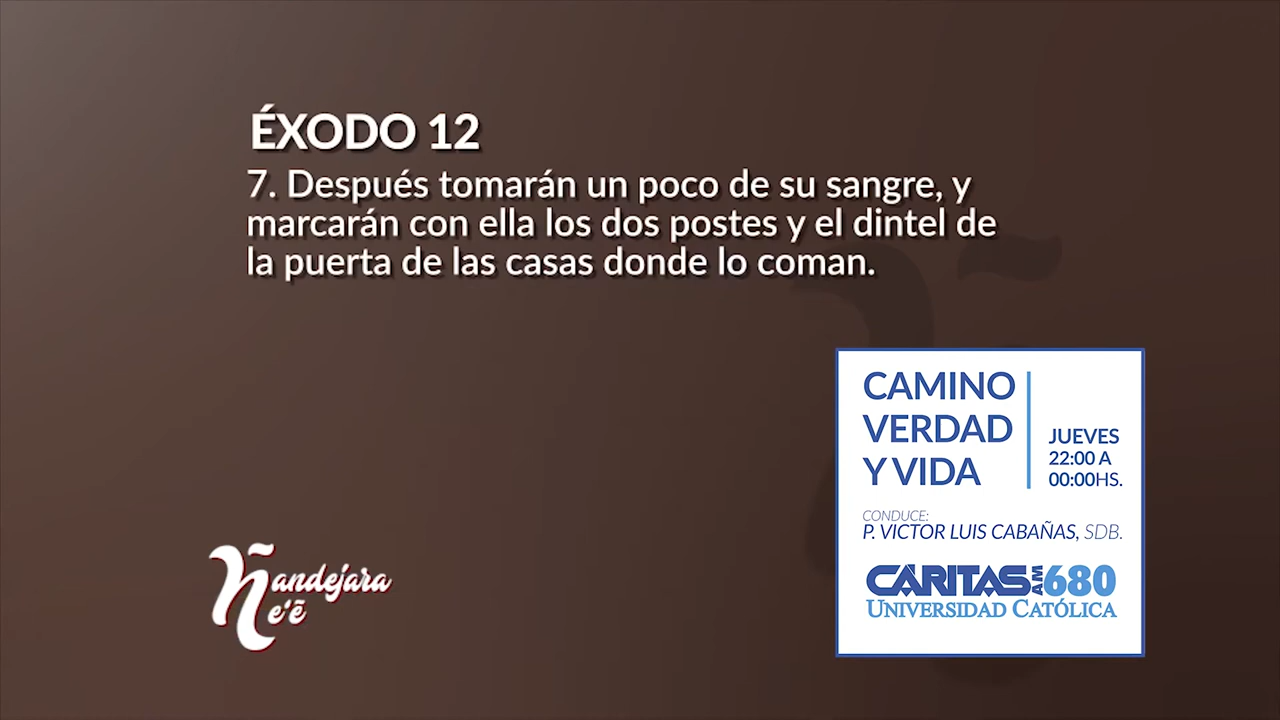 ÉXODO 12
7. Después tomarán un poco de su sangre, y
marcarán con ella los dos postes y el dintel de
la puerta de las casas donde lo coman.
CAMINO
VERDAD
Y VIDA
JUEVES
22:00 A
00:00HS.
CONDUCE:
P. VICTOR LUIS CABAÑAS, SDB.
CÁRITAS AM 680
UNIVERSIDAD CATÓLICA
Ñandejara
Ñe'ẽ